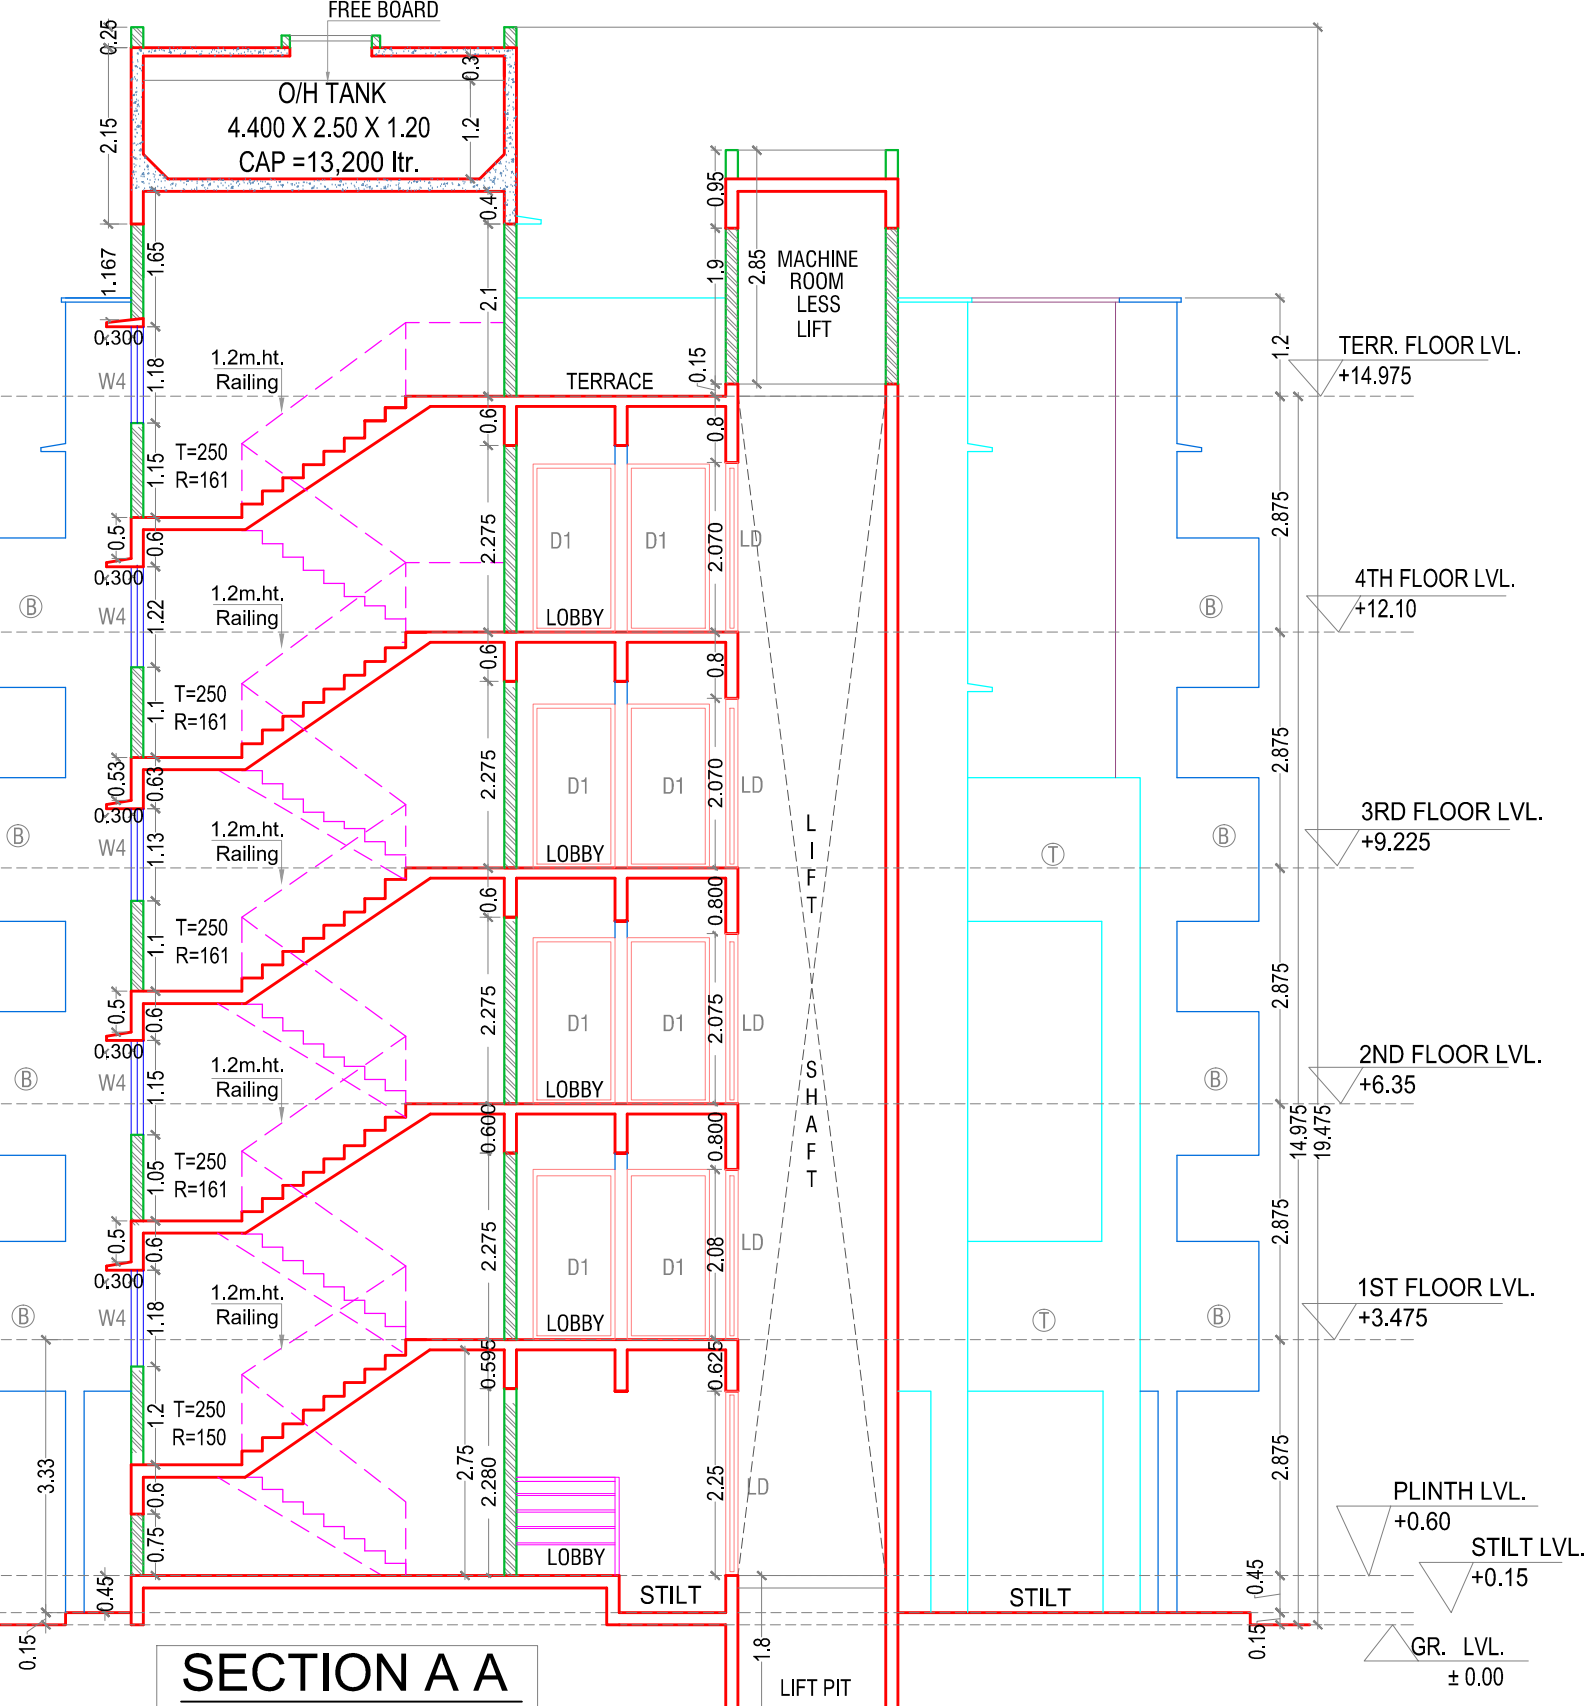 FREE BOARD
0.25
O/H TANK
4.400 X 2.50 X 1.20
CAP =13,200 ltr.
0.3
1.2
2.15
0.4
1.167
1.65
2.1
0.95
1.9
2.85
MACHINE
ROOM
LESS
LIFT
0.300
W4
1.18
1.2m.ht.
Railing
TERRACE
0.15
1.2
TERR. FLOOR LVL.
+14.975
0.6
0.8
1.15
T=250
R=161
0.5
0.6
2.275
D1
D1
2.070
LD
2.875
0.300
W4
1.22
1.2m.ht.
Railing
LOBBY
B
B
4TH FLOOR LVL.
+12.10
0.6
0.8
1.1
T=250
R=161
0.53
0.63
2.275
D1
D1
2.070
LD
2.875
0.300
W4
1.13
1.2m.ht.
Railing
LOBBY
B
T
B
3RD FLOOR LVL.
+9.225
LIFT SHAFT
0.6
0.800
1.1
T=250
R=161
0.5
0.6
2.275
D1
D1
2.075
LD
2.875
0.300
W4
1.15
1.2m.ht.
Railing
LOBBY
B
B
2ND FLOOR LVL.
+6.35
0.600
0.800
14.975
19.475
1.05
T=250
R=161
0.5
0.6
2.275
D1
D1
2.08
LD
2.875
0.300
W4
1.18
1.2m.ht.
Railing
LOBBY
B
T
B
1ST FLOOR LVL.
+3.475
0.595
0.625
1.2
T=250
R=150
3.33
0.6
2.75
2.280
2.25
LD
2.875
0.75
LOBBY
PLINTH LVL.
+0.60
STILT LVL.
+0.15
0.45
STILT
STILT
0.45
0.15
0.15
1.8
GR. LVL.
± 0.00
SECTION A A
LIFT PIT